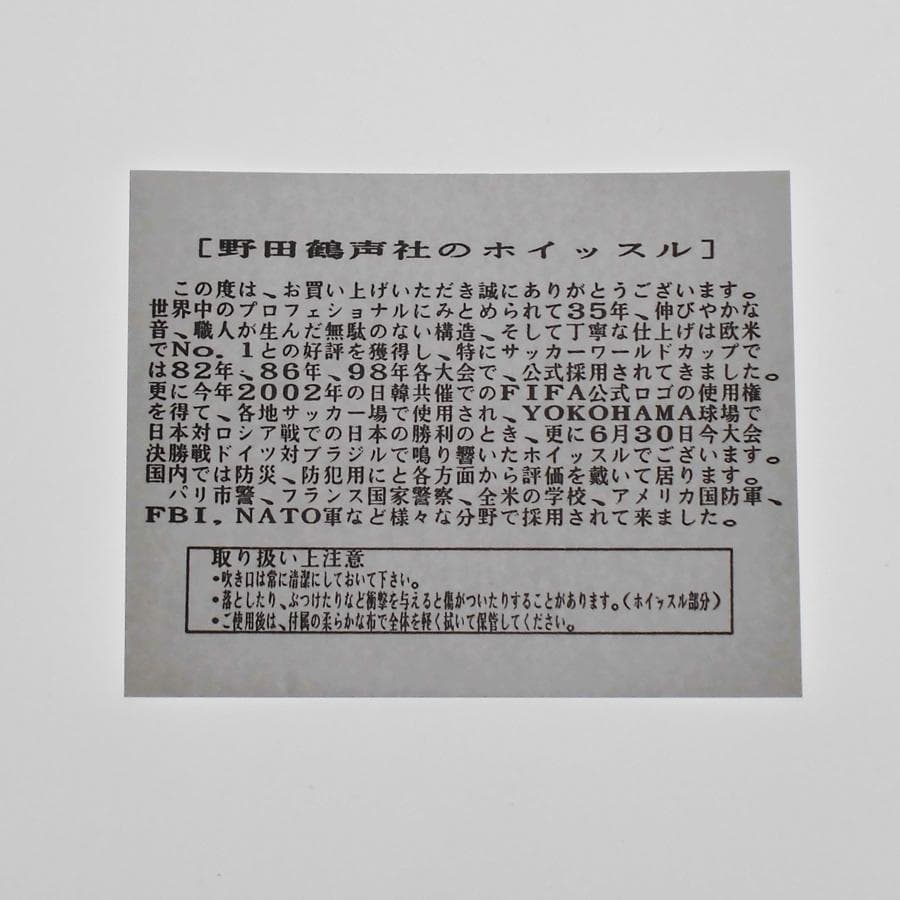 ［野田鶴声社のホイッスル］
この度は、お買い上げいただき誠にありがとうございます。
世界中のプロフェショナルにみとめられて35年、伸びやかな
音、職人が生んだ無駄のない構造、そして丁寧な仕上げは欧米
でNo.1との好評を獲得し、特にサッカーワールドカップで
は82年、86年、98年各大会で、公式採用されてきました。
更に今年2002年の日韓共催でのFIFA公式ロゴの使用権
を得て、各地サッカー場で使用され、YOKOHAMA球場で
日本対ロシア戦での日本の勝利のとき、更に6月30日今大会
決勝戦ドイツ対ブラジルで鳴り響いたホイッスルでございます。
国内では防災、防犯用にと各方面から評価を戴いて居ります。
パリ市警、フランス国家警察、全米の学校、アメリカ国防軍、
FBI.NATO軍など様々な分野で採用されて来ました。
取り扱い上注意
•吹き口は常に清潔にしておいて下さい。
•落としたり、ぶつけたりなど衝撃を与えると傷がついたりすることがあります。（ホイッスル部分）
•ご使用後は、付属の柔らかな布で全体を軽く拭いて保管してください。